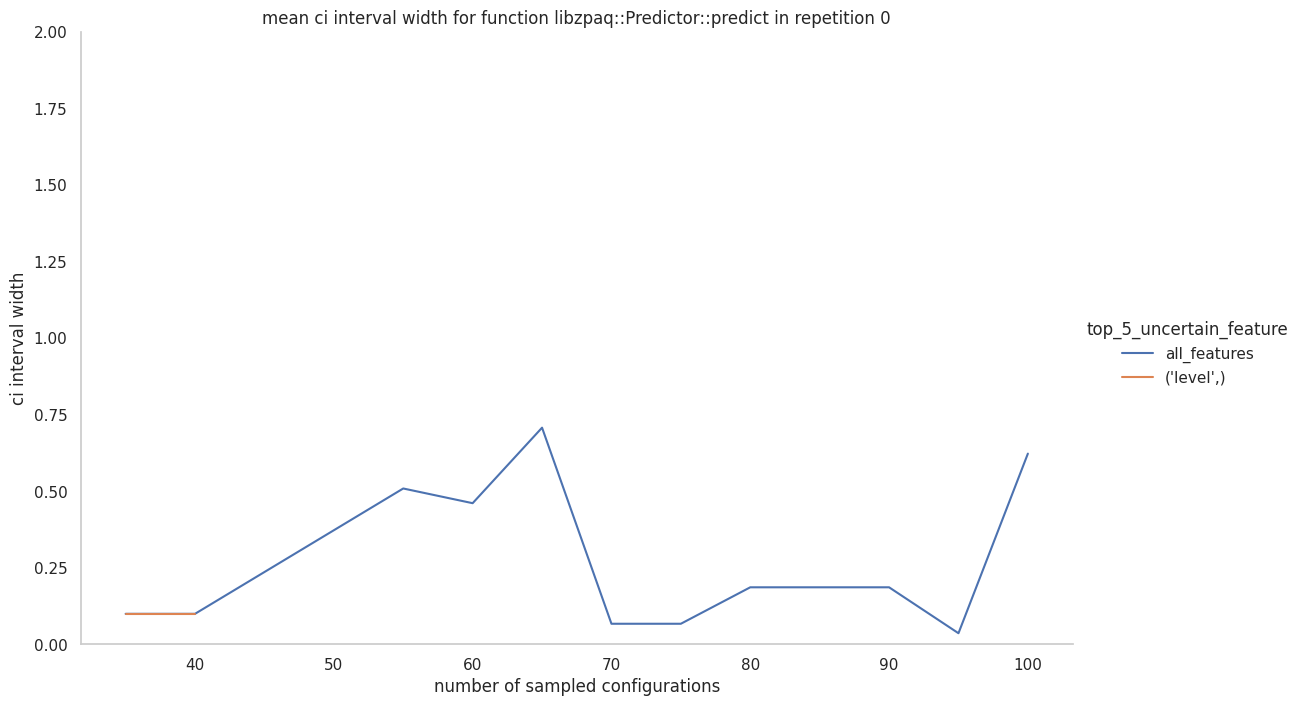 mean ci interval width for function libzpaq::Predictor::predict in repetition 0
2.00
1.75
1.50
1.25
1.00
0.75
0.50
0.25
0.00
ci interval width
40 50 60 70 80 90 100
number of sampled configurations
top_5_uncertain_feature
all_features
('level',)